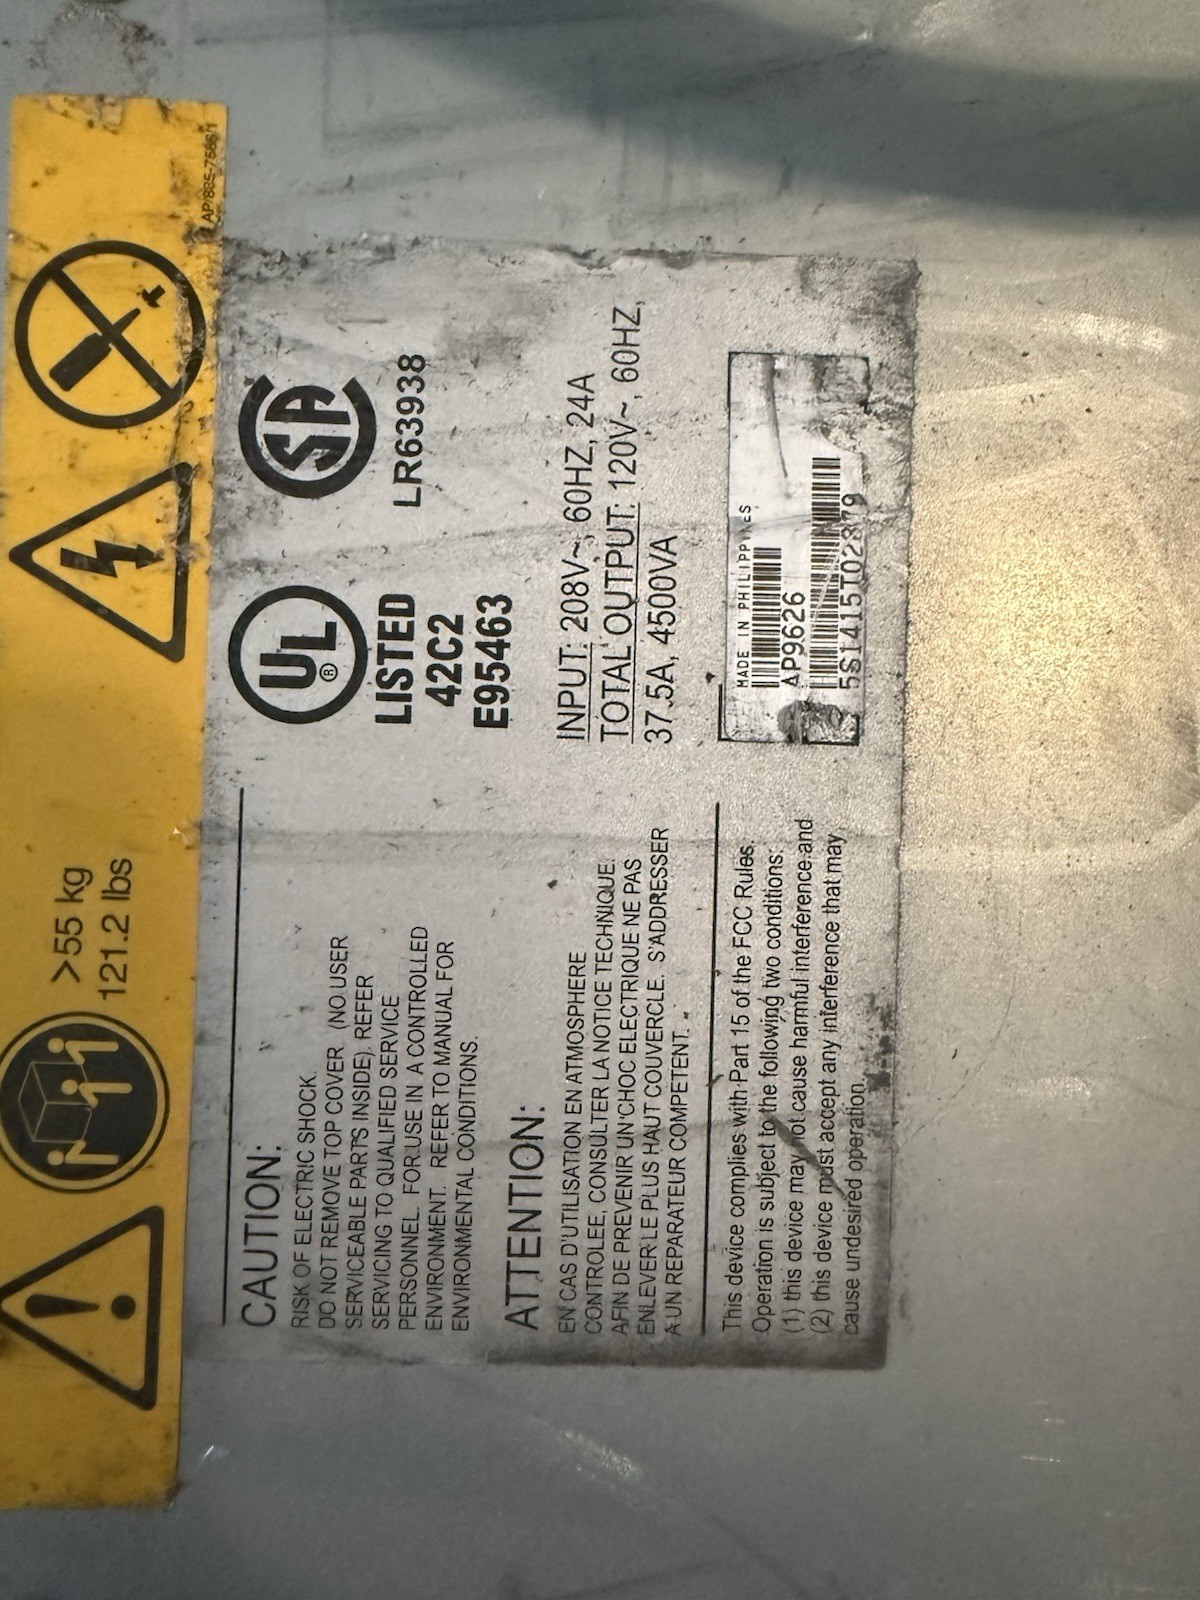 >55 kg
121.2 lbs
CAUTION:
RISK OF ELECTRIC SHOCK.
DO NOT REMOVE TOP COVER. (NO USER
SERVICEABLE PARTS INSIDE). REFER
SERVICING TO QUALIFIED SERVICE
PERSONNEL. FOR USE IN A CONTROLLED
ENVIRONMENT. REFER TO MANUAL FOR
ENVIRONMENTAL CONDITIONS.
ATTENTION:
EN CAS D'UTILISATION EN ATMOSPHERE
CONTROLEE, CONSULTER LA NOTICE TECHNIQUE.
AFIN DE PREVENIR UN CHOC ELECTRIQUE NE PAS
ENLEVER LE PLUS HAUT COUVERCLE. S'ADDRESSER
A UN REPARATEUR COMPETENT.
This device complies with Part 15 of the FCC Rules.
Operation is subject to the following two conditions:
(1) this device may not cause harmful interference and
(2) this device must accept any interference that may
cause undesired operation.
UL ®
LISTED
42C2
E95463
SA
LR63938
INPUT: 208V~, 60HZ, 24A
TOTAL OUTPUT: 120V~, 60HZ,
37.5A, 4500VA
MADE IN PHILIPPINES
AP9626